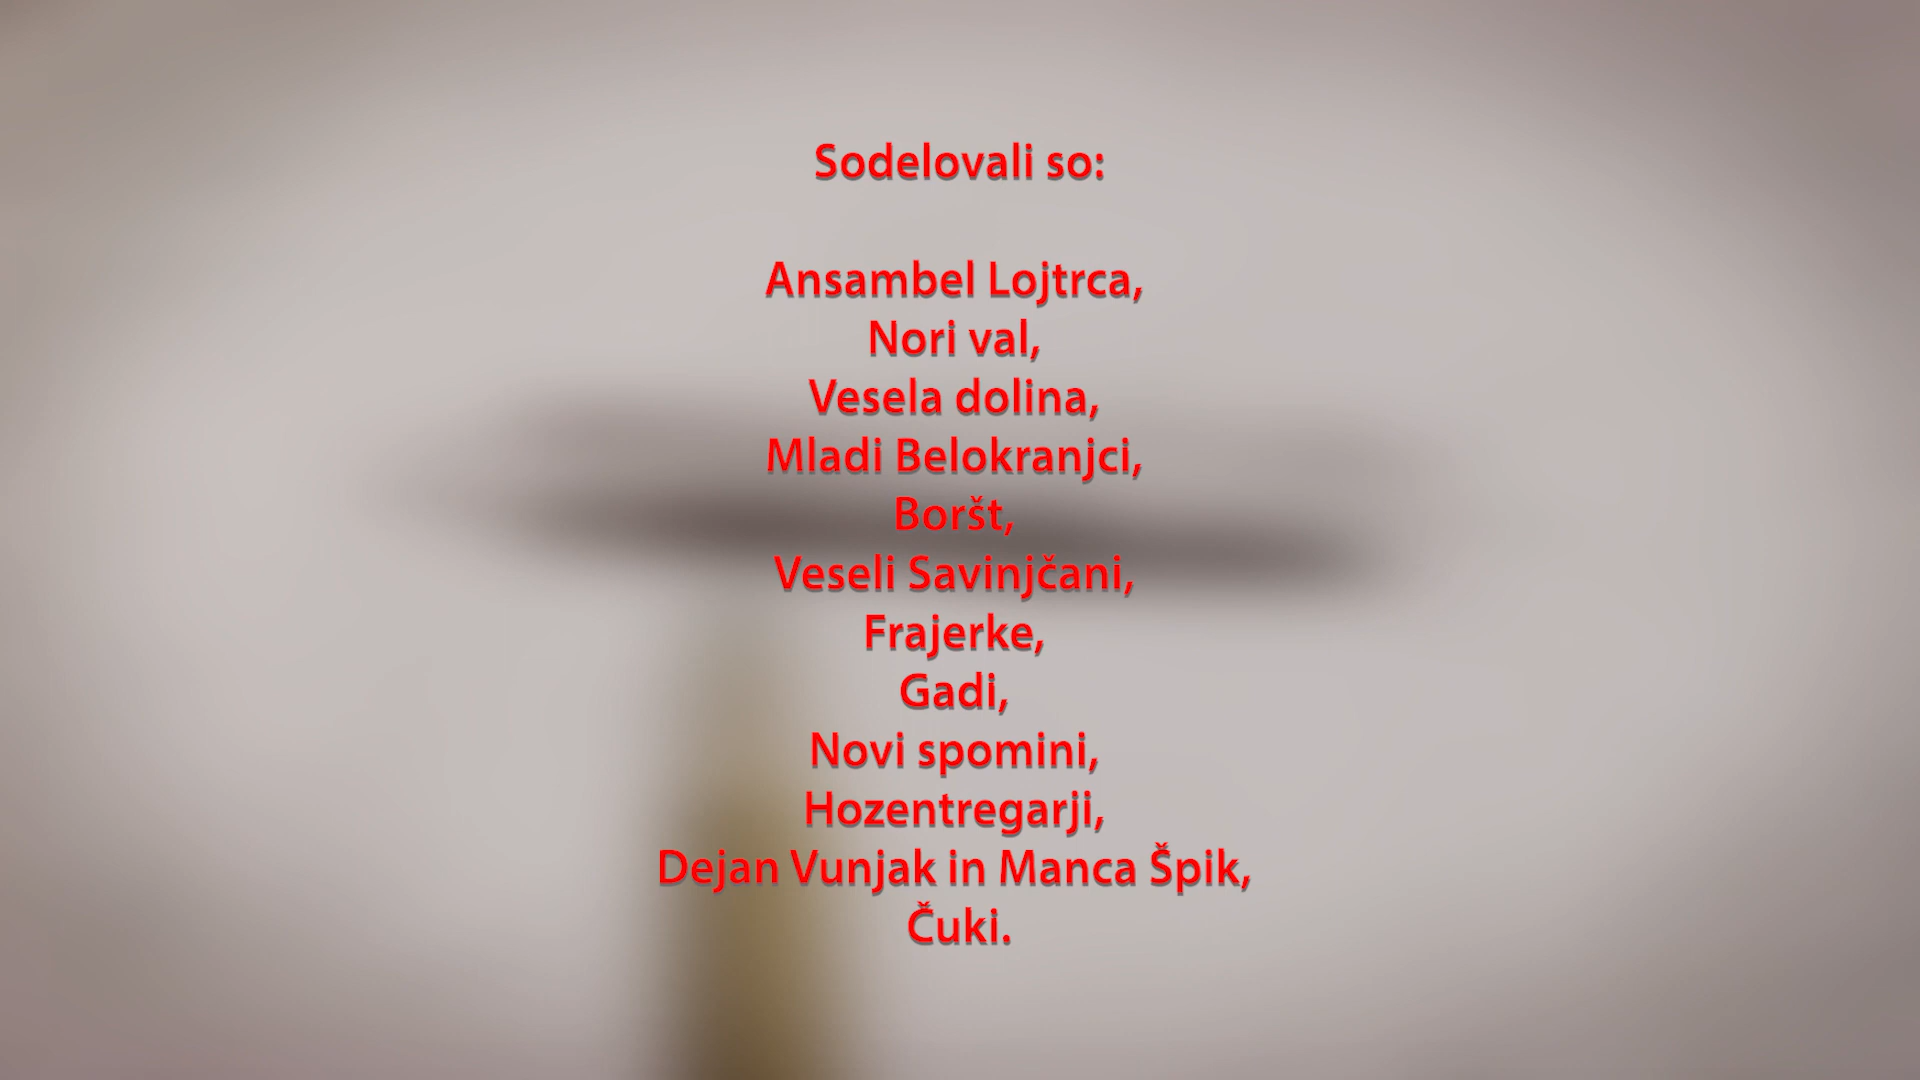 Sodelovali so:
Ansambel Lojtrca,
Nori val,
Vesela dolina,
Mladi Belokranjci,
Boršt,
Veseli Savinjčani,
Frajerke,
Gadi,
Novi spomini,
Hozentregarji,
Dejan Vunjak in Manca Špik,
Čuki.